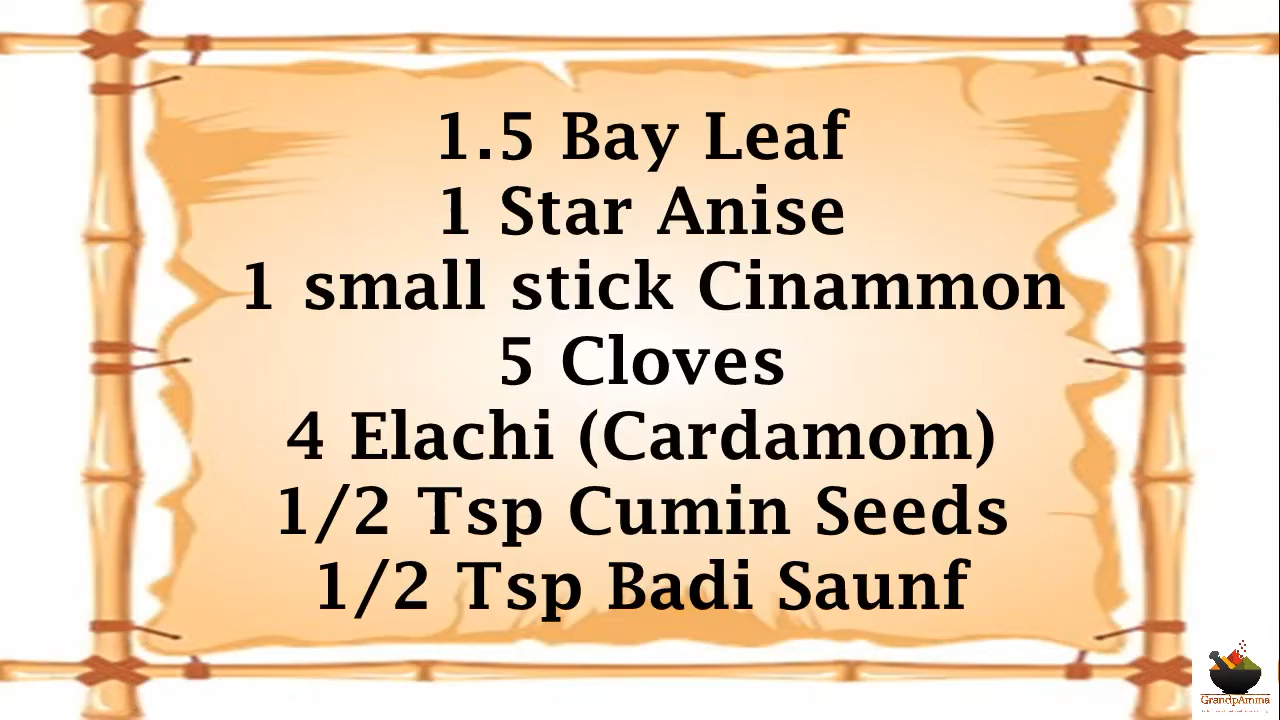 1.5 Bay Leaf
1 Star Anise
1 small stick Cinammon
5 Cloves
4 Elachi (Cardamom)
1/2 Tsp Cumin Seeds
1/2 Tsp Badi Saunf
GrandpAmma